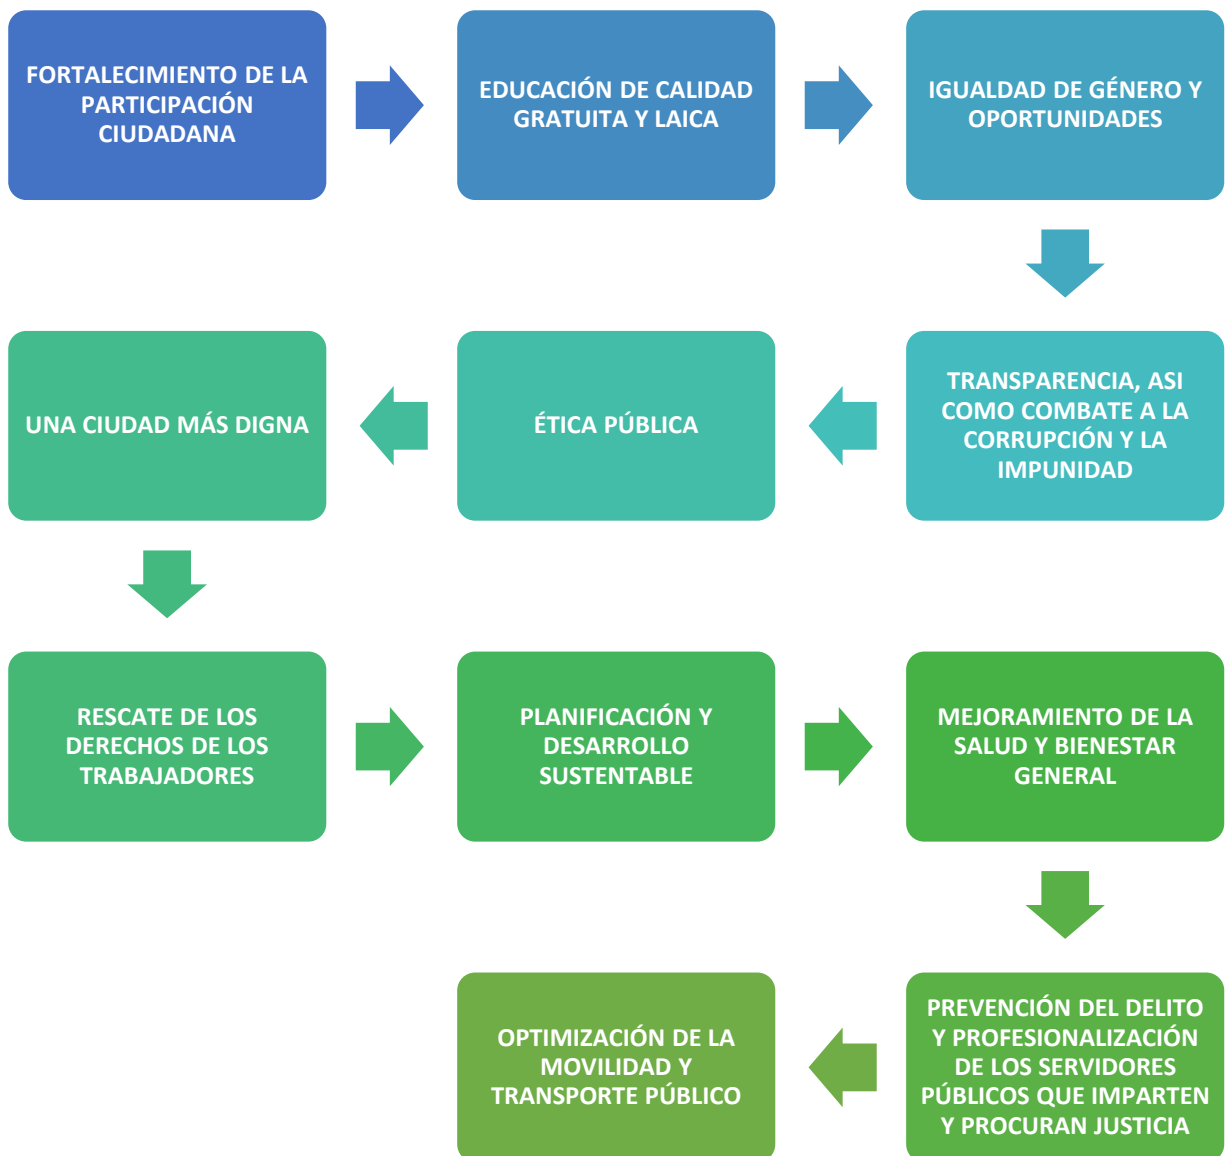 FORTALECIMIENTO DE LA
PARTICIPACIÓN
CIUDADANA
EDUCACIÓN DE CALIDAD
GRATUITA Y LAICA
IGUALDAD DE GÉNERO Y
OPORTUNIDADES
TRANSPARENCIA, ASI
COMO COMBATE A LA
CORRUPCIÓN Y LA
IMPUNIDAD
ÉTICA PÚBLICA
UNA CIUDAD MÁS DIGNA
RESCATE DE LOS
DERECHOS DE LOS
TRABAJADORES
PLANIFICACIÓN Y
DESARROLLO
SUSTENTABLE
MEJORAMIENTO DE LA
SALUD Y BIENESTAR
GENERAL
PREVENCIÓN DEL DELITO
Y PROFESIONALIZACIÓN
DE LOS SERVIDORES
PÚBLICOS QUE IMPARTEN
Y PROCURAN JUSTICIA
OPTIMIZACIÓN DE LA
MOVILIDAD Y
TRANSPORTE PÚBLICO